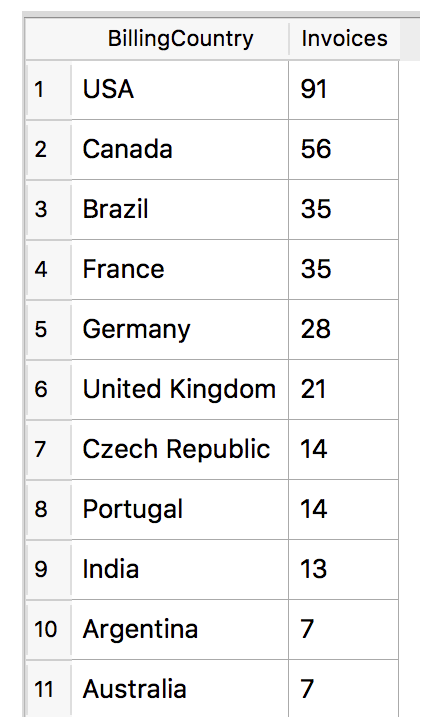 BillingCountry Invoices
1 USA 91
2 Canada 56
3 Brazil 35
4 France 35
5 Germany 28
6 United Kingdom 21
7 Czech Republic 14
8 Portugal 14
9 India 13
10 Argentina 7
11 Australia 7